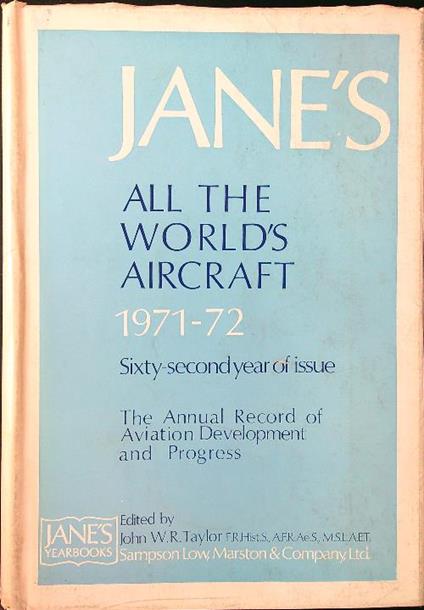 JANE'S
ALL THE
WORLD'S
AIRCRAFT
1971-72
Sixty-second year of issue
The Annual Record of
Aviation Development
and Progress
Edited by
John W.R. Taylor F.R.Hist.S., A.F.R.Ae.S., M.S.L.A.E.T.
Sampson Low, Marston & Company, Ltd.
JANE'S
YEARBOOKS